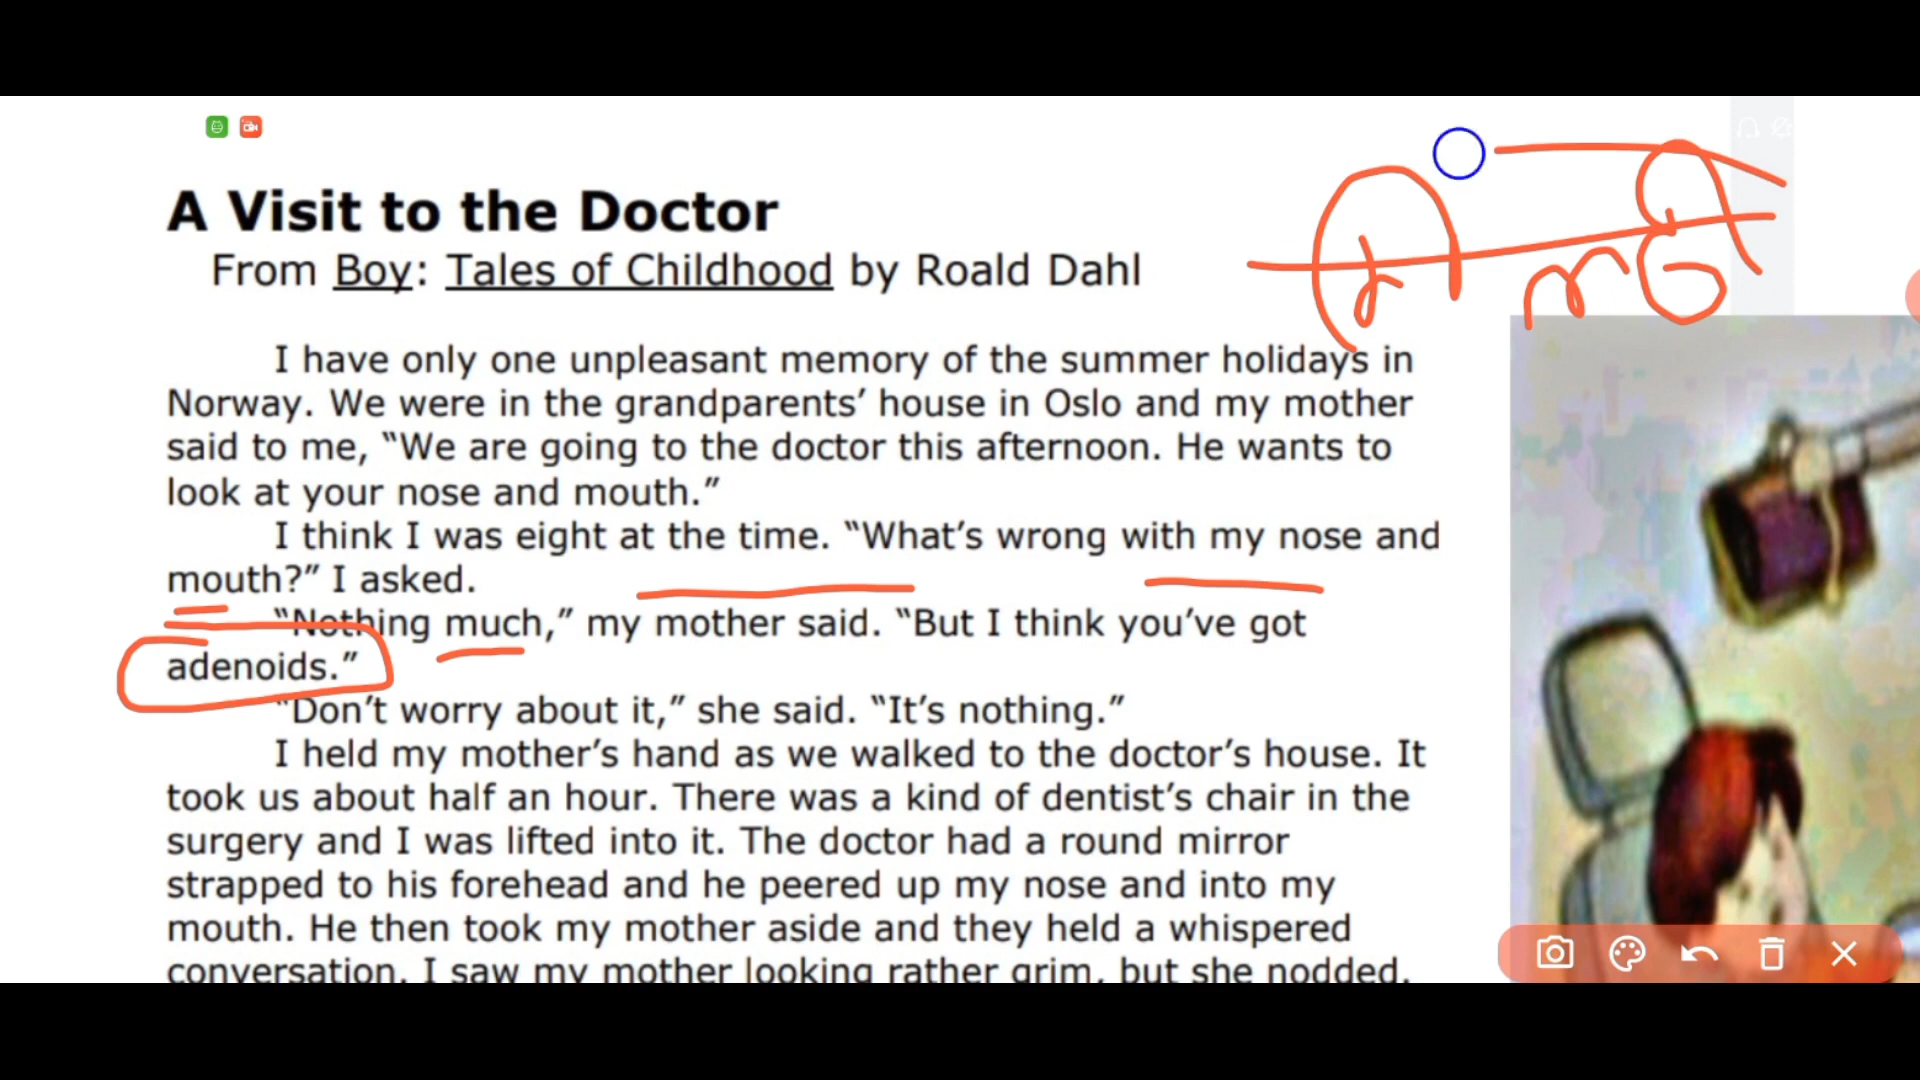 A Visit to the Doctor
From Boy: Tales of Childhood by Roald Dahl
I have only one unpleasant memory of the summer holidays in
Norway. We were in the grandparents’ house in Oslo and my mother
said to me, “We are going to the doctor this afternoon. He wants to
look at your nose and mouth.”
I think I was eight at the time. “What’s wrong with my nose and
mouth?” I asked.
“Nothing much,” my mother said. “But I think you’ve got
adenoids.”
“Don’t worry about it,” she said. “It’s nothing.”
I held my mother’s hand as we walked to the doctor’s house. It
took us about half an hour. There was a kind of dentist’s chair in the
surgery and I was lifted into it. The doctor had a round mirror
strapped to his forehead and he peered up my nose and into my
mouth. He then took my mother aside and they held a whispered
conversation. I saw my mother looking rather grim, but she nodded.